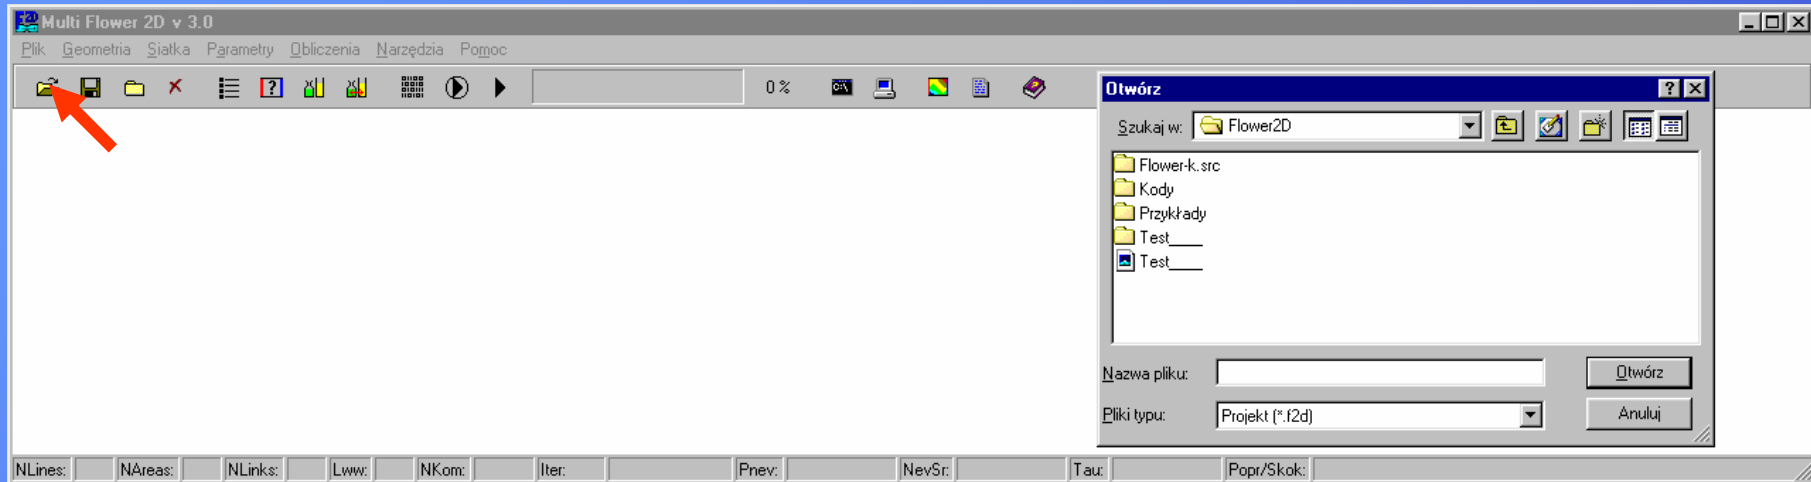 Multi Flower 2D v 3.0
Plik Geometria Siatka Parametry Obliczenia Narzędzia Pomoc
0 %
Otwórz
Szukaj w: Flower2D
Flower-k.src
Kody
Przykłady
Test____
Test____
Nazwa pliku: Otwórz
Pliki typu: Projekt (*.f2d) Anuluj
NLines: NAreas: NLinks: Lww: NKom: Iter: Pnev: NevSr: Tau: Popr/Skok: